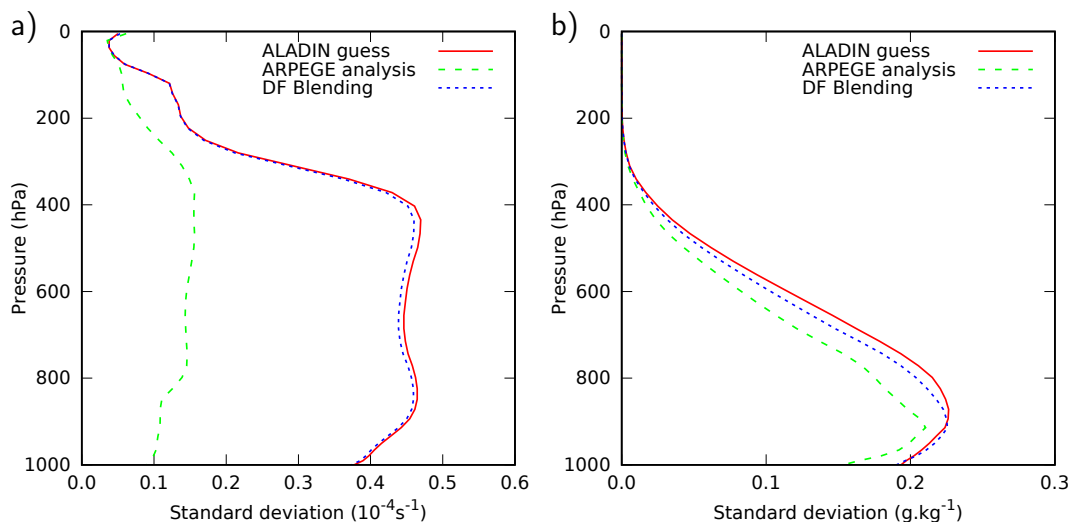 a)
ALADIN guess
ARPEGE analysis
DF Blending
Pressure (hPa)
0
200
400
600
800
1000
0.0 0.1 0.2 0.3 0.4 0.5 0.6
Standard deviation (10⁻⁴s⁻¹)
b)
ALADIN guess
ARPEGE analysis
DF Blending
Pressure (hPa)
0
200
400
600
800
1000
0.0 0.1 0.2 0.3
Standard deviation (g.kg⁻¹)